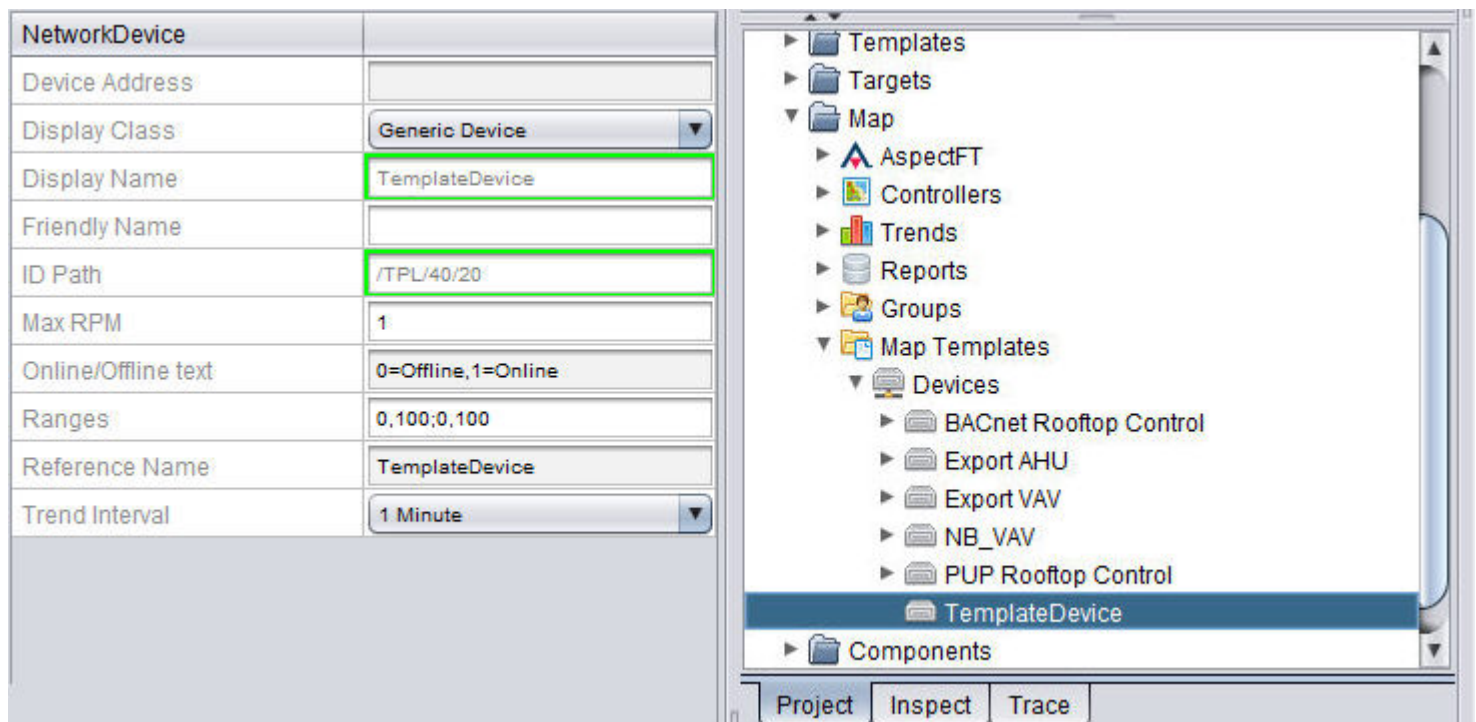 NetworkDevice
Device Address
Display Class Generic Device
Display Name TemplateDevice
Friendly Name
ID Path /TPL/40/20
Max RPM 1
Online/Offline text 0=Offline,1=Online
Ranges 0,100;0,100
Reference Name TemplateDevice
Trend Interval 1 Minute
Templates
Targets
Map
AspectFT
Controllers
Trends
Reports
Groups
Map Templates
Devices
BACnet Rooftop Control
Export AHU
Export VAV
NB_VAV
PUP Rooftop Control
TemplateDevice
Components
Project Inspect Trace